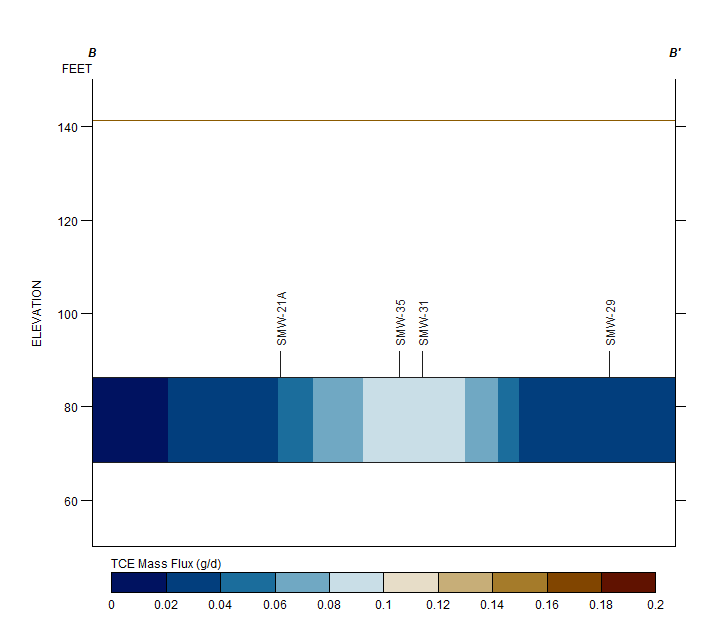 B B'
FEET
140
120
ELEVATION
100
80
60
SMW-21A
SMW-35
SMW-31
SMW-29
TCE Mass Flux (g/d)
0 0.02 0.04 0.06 0.08 0.1 0.12 0.14 0.16 0.18 0.2